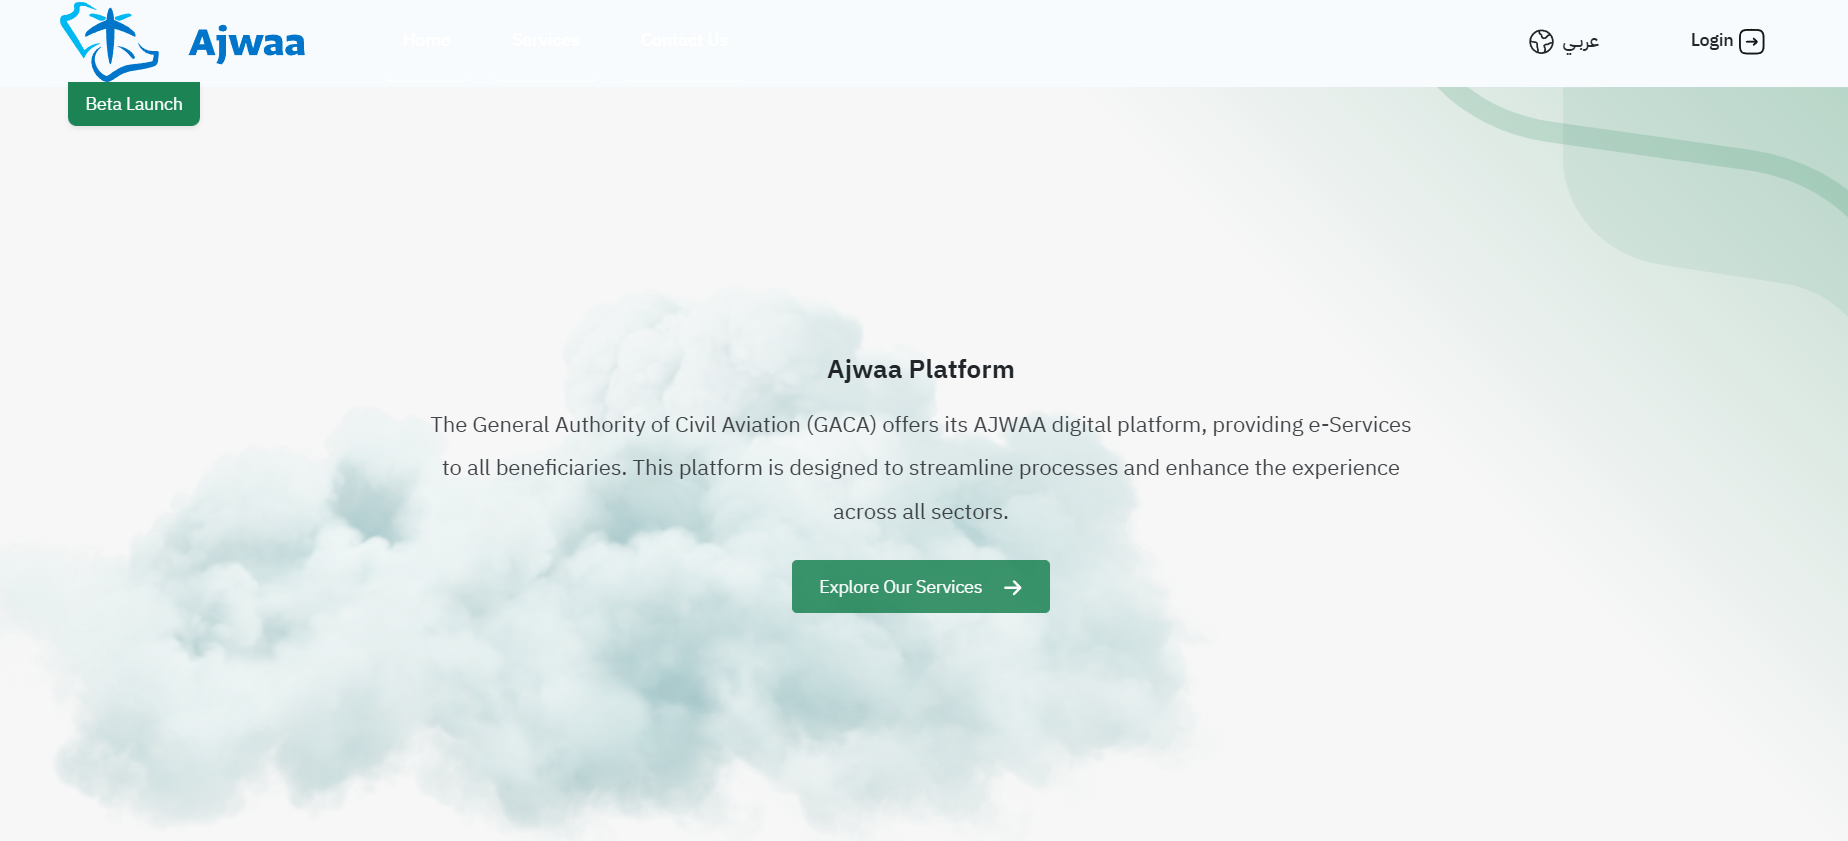 Ajwaa
Home
Services
Contact Us
عربي
Login
Beta Launch
Ajwaa Platform
The General Authority of Civil Aviation (GACA) offers its AJWAA digital platform, providing e-Services
to all beneficiaries. This platform is designed to streamline processes and enhance the experience
across all sectors.
Explore Our Services